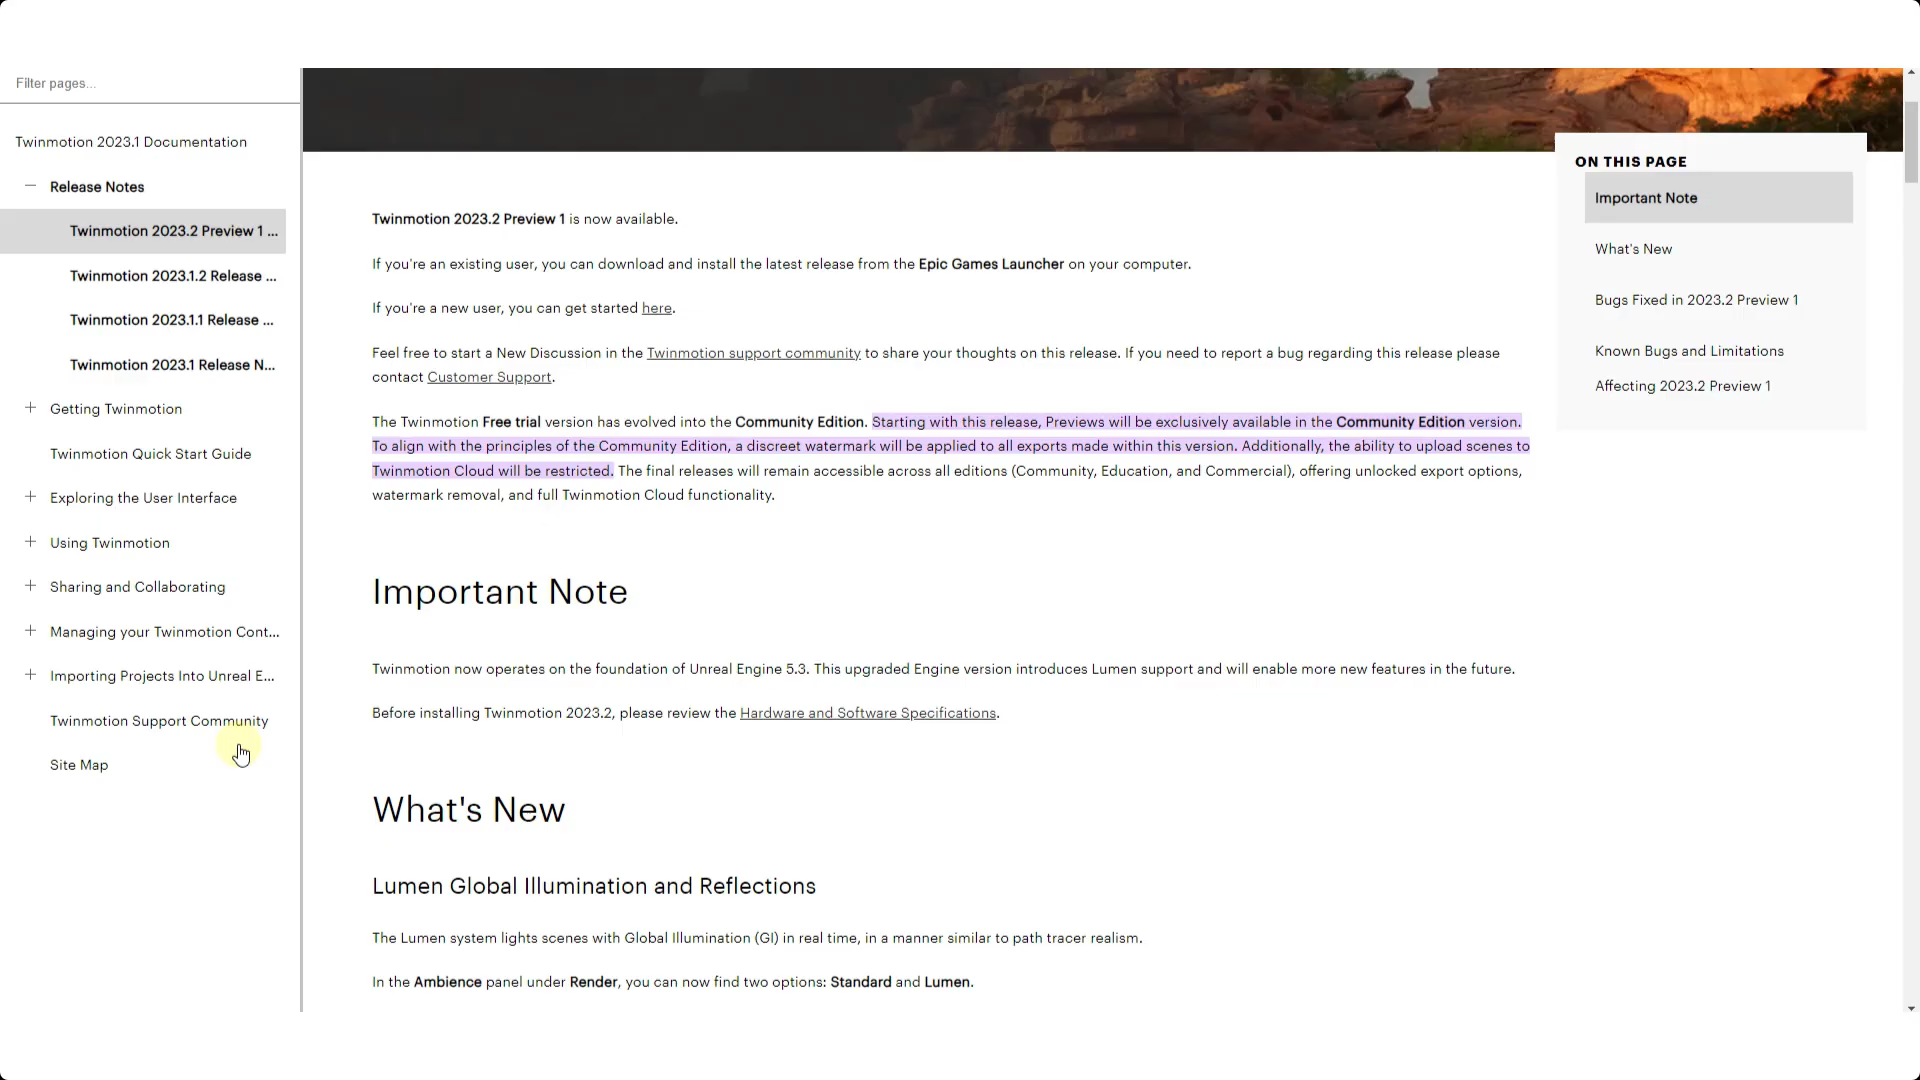 Filter pages...
Twinmotion 2023.1 Documentation
Release Notes
Twinmotion 2023.2 Preview 1 ...
Twinmotion 2023.1.2 Release ...
Twinmotion 2023.1.1 Release ...
Twinmotion 2023.1 Release N...
Getting Twinmotion
Twinmotion Quick Start Guide
Exploring the User Interface
Using Twinmotion
Sharing and Collaborating
Managing your Twinmotion Cont...
Importing Projects Into Unreal E...
Twinmotion Support Community
Site Map
Twinmotion 2023.2 Preview 1 is now available.
If you're an existing user, you can download and install the latest release from the Epic Games Launcher on your computer.
If you're a new user, you can get started here.
Feel free to start a New Discussion in the Twinmotion support community to share your thoughts on this release. If you need to report a bug regarding this release please
contact Customer Support.
The Twinmotion Free trial version has evolved into the Community Edition. Starting with this release, Previews will be exclusively available in the Community Edition version.
To align with the principles of the Community Edition, a discreet watermark will be applied to all exports made within this version. Additionally, the ability to upload scenes to
Twinmotion Cloud will be restricted. The final releases will remain accessible across all editions (Community, Education, and Commercial), offering unlocked export options,
watermark removal, and full Twinmotion Cloud functionality.
Important Note
Twinmotion now operates on the foundation of Unreal Engine 5.3. This upgraded Engine version introduces Lumen support and will enable more new features in the future.
Before installing Twinmotion 2023.2, please review the Hardware and Software Specifications.
What's New
Lumen Global Illumination and Reflections
The Lumen system lights scenes with Global Illumination (GI) in real time, in a manner similar to path tracer realism.
In the Ambience panel under Render, you can now find two options: Standard and Lumen.
ON THIS PAGE
Important Note
What's New
Bugs Fixed in 2023.2 Preview 1
Known Bugs and Limitations
Affecting 2023.2 Preview 1